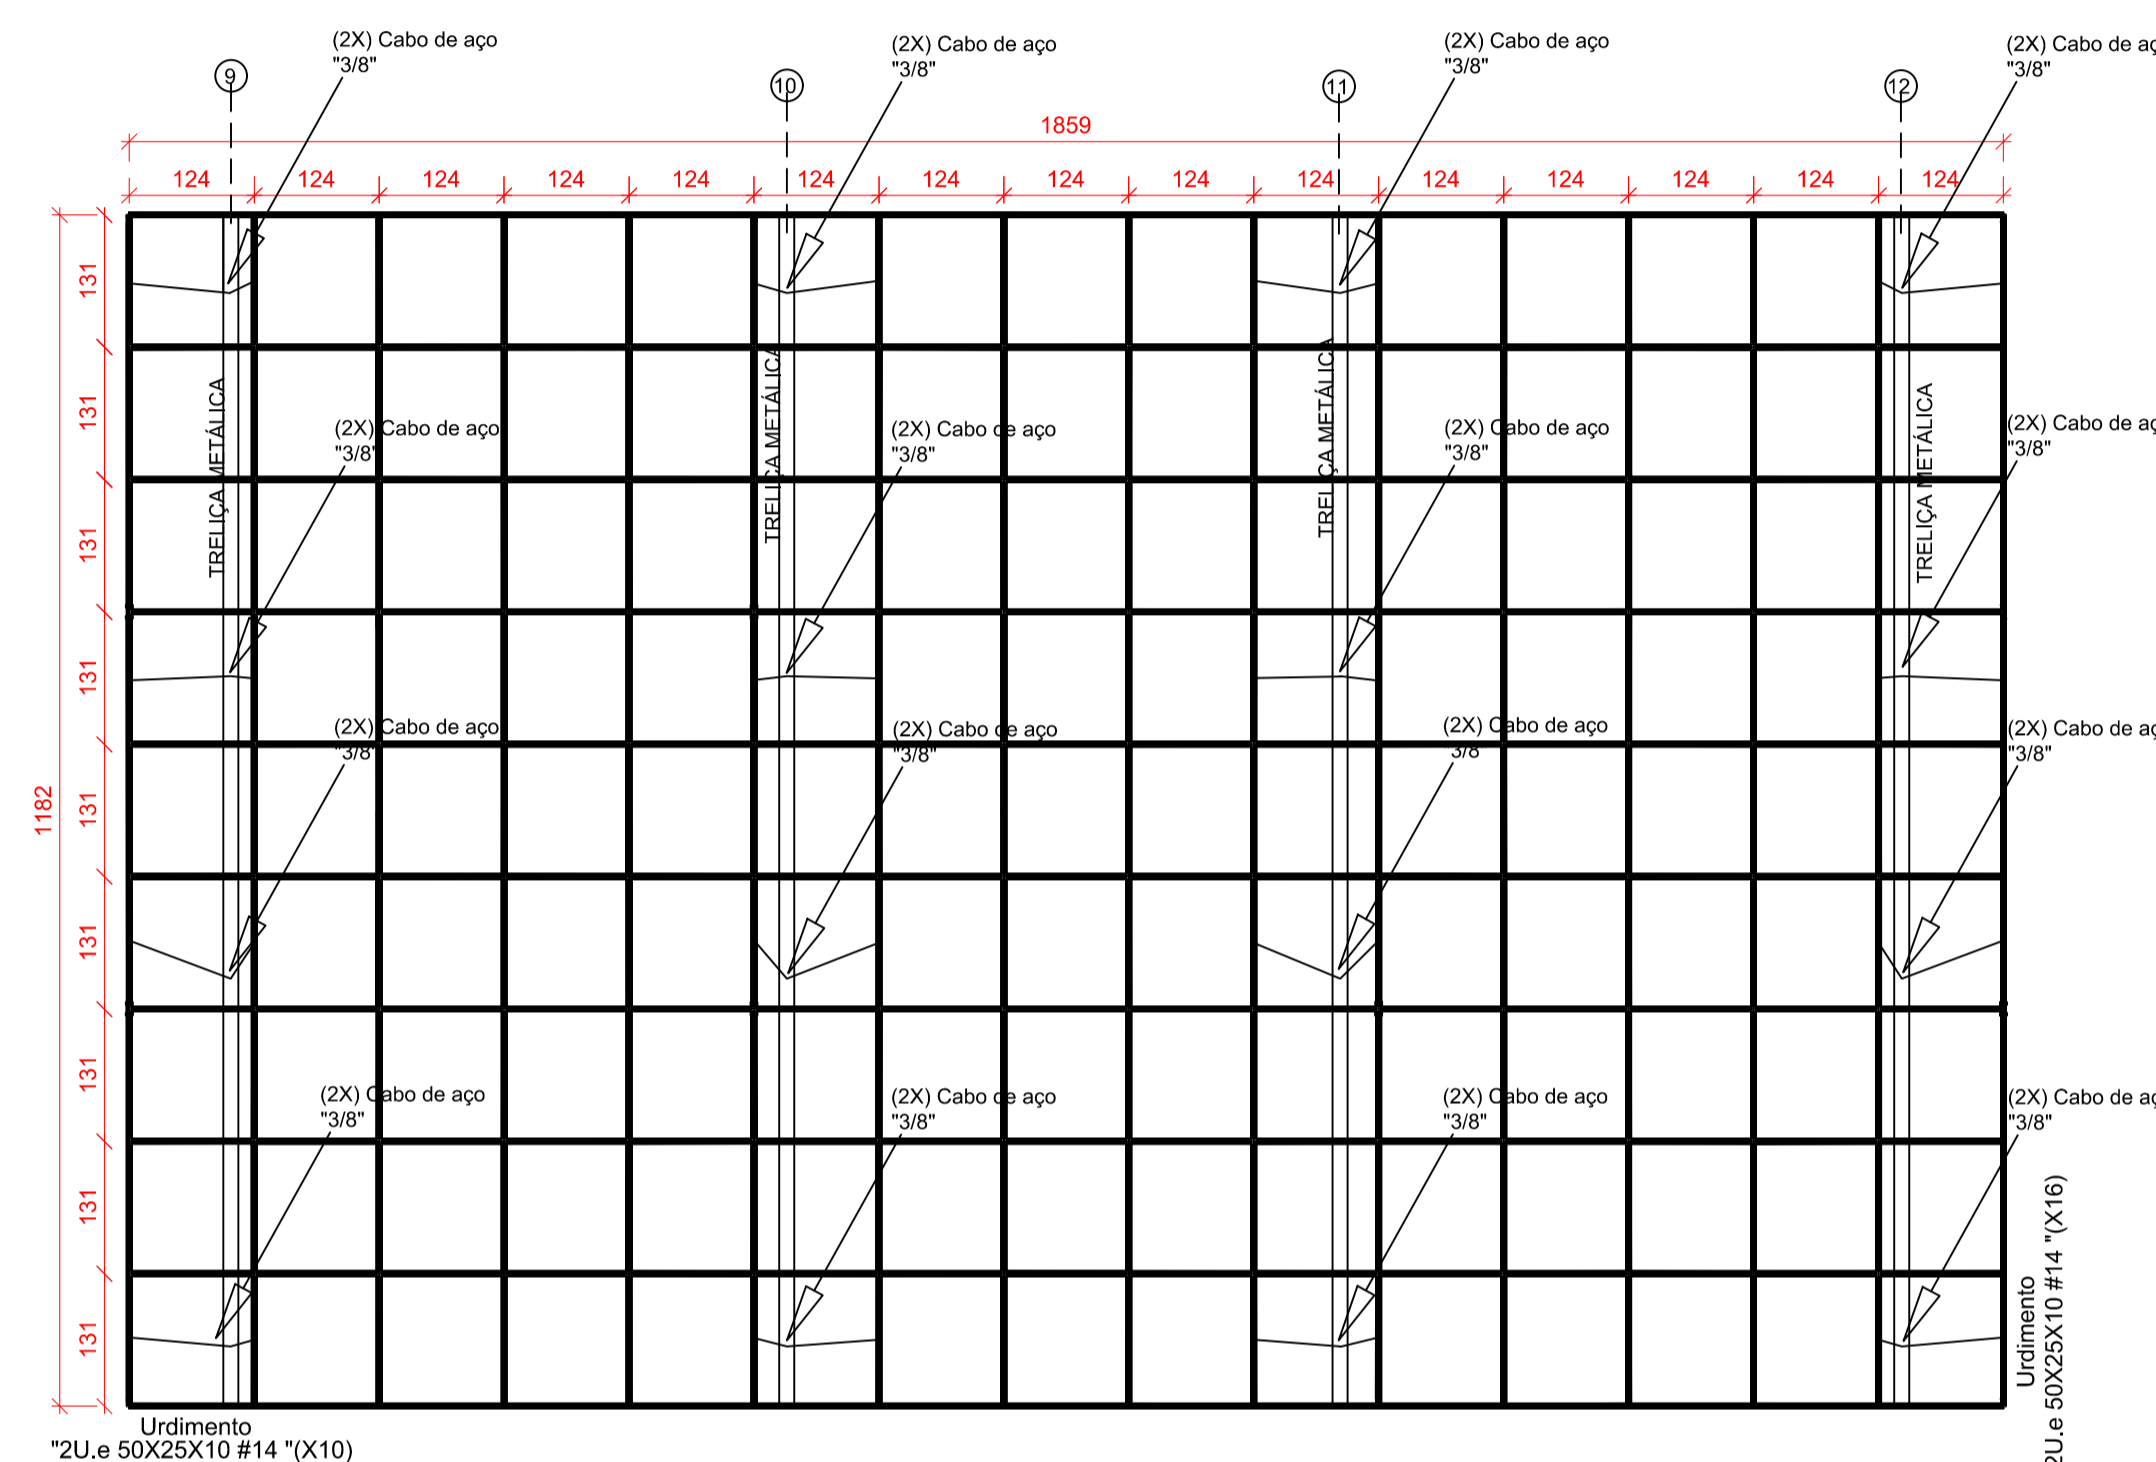 (2X) Cabo de aço
"3/8"
(2X) Cabo de aço
"3/8"
(2X) Cabo de aço
"3/8"
(2X) Cabo de aç
"3/8"
9
10
11
12
1859
124 124 124 124 124 124 124 124 124 124 124 124 124 124 124
131
131
131
131
131
131
131
131
131
1182
TRELIÇA METÁLICA
TRELIÇA METÁLICA
TRELIÇA METÁLICA
TRELIÇA METÁLICA
(2X) Cabo de aço
"3/8"
(2X) Cabo de aço
"3/8"
(2X) Cabo de aço
"3/8"
(2X) Cabo de aç
"3/8"
(2X) Cabo de aço
"3/8"
(2X) Cabo de aço
"3/8"
(2X) Cabo de aço
"3/8"
(2X) Cabo de aç
"3/8"
(2X) Cabo de aço
"3/8"
(2X) Cabo de aço
"3/8"
(2X) Cabo de aço
"3/8"
(2X) Cabo de aç
"3/8"
Urdimento
"2U.e 50X25X10 #14 "(X10)
Urdimento
2U.e 50X25X10 #14 "(X16)